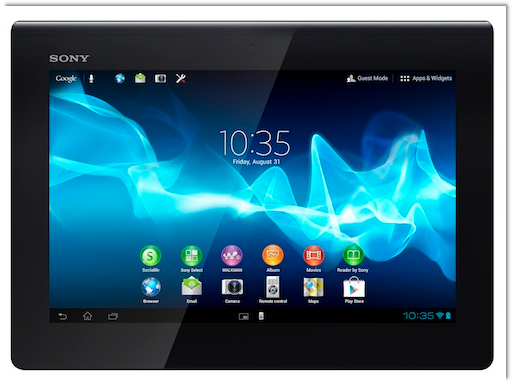 SONY
Google
Guest Mode
Apps & Widgets
10:35
Friday, August 31
Socialife
Sony Select
WALKMAN
Album
Movies
Reader by Sony
Browser
Email
Camera
Remote control
Maps
Play Store
10:35